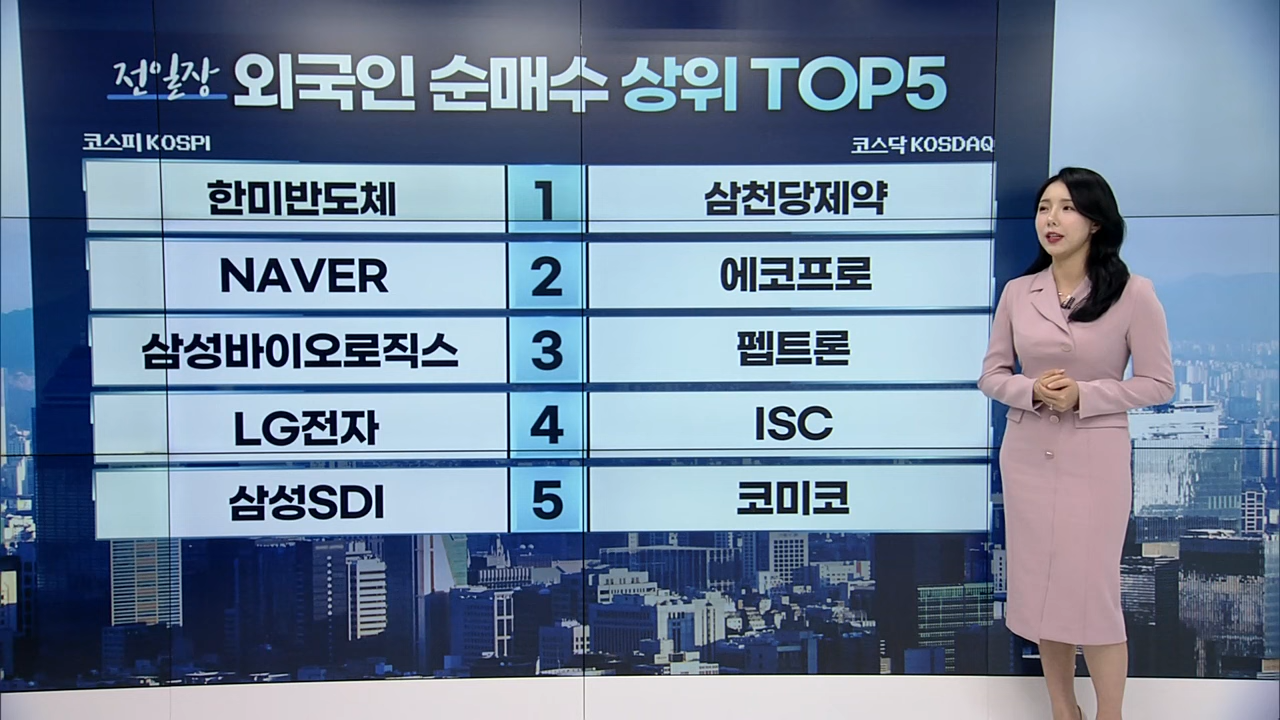 전일장 외국인 순매수 상위 TOP5
코스피 KOSPI 코스닥 KOSDAQ
한미반도체 1 삼천당제약
NAVER 2 에코프로
삼성바이오로직스 3 펩트론
LG전자 4 ISC
삼성SDI 5 코미코